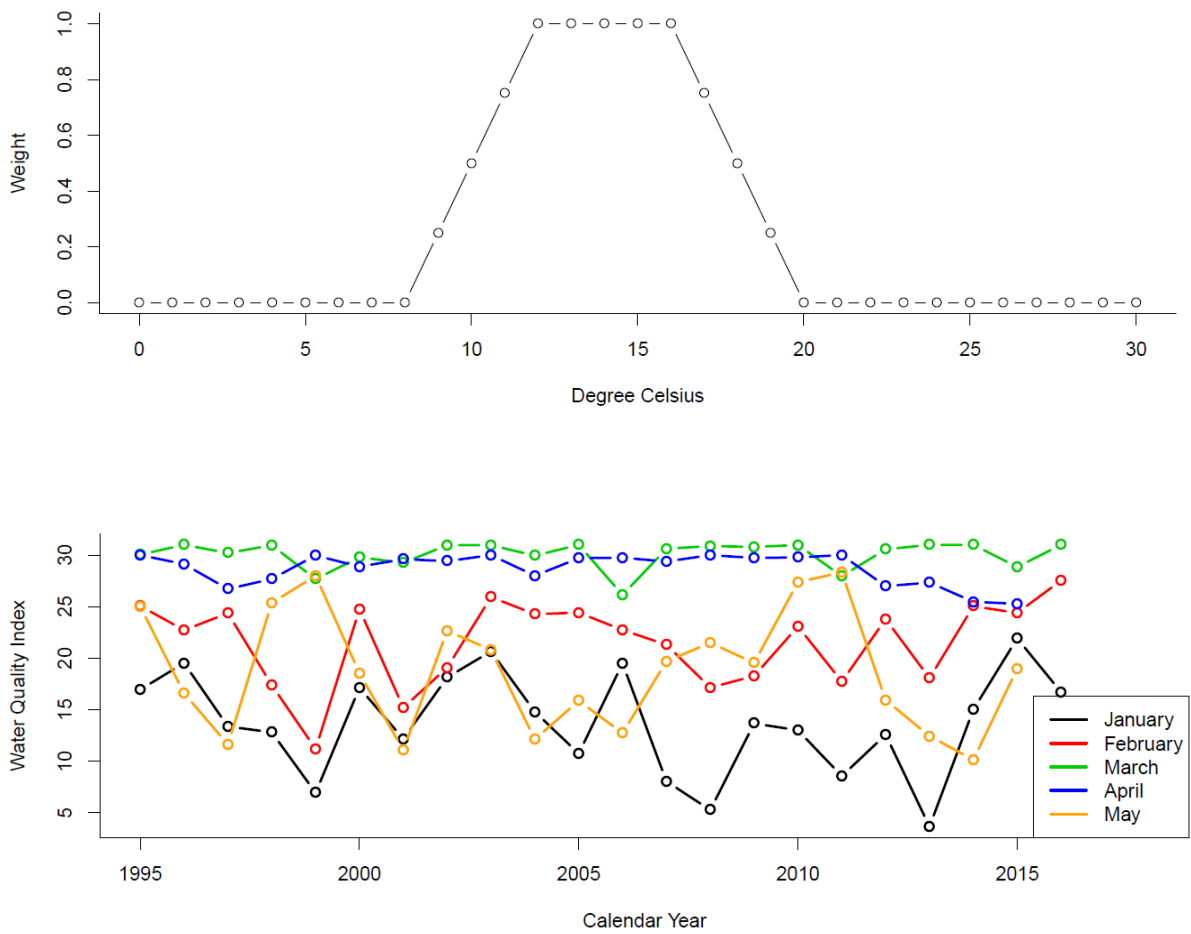 1.0
0.8
0.6
0.4
0.2
0.0
Weight
0 5 10 15 20 25 30
Degree Celsius
30
25
20
15
10
5
Water Quality Index
January
February
March
April
May
1995 2000 2005 2010 2015
Calendar Year